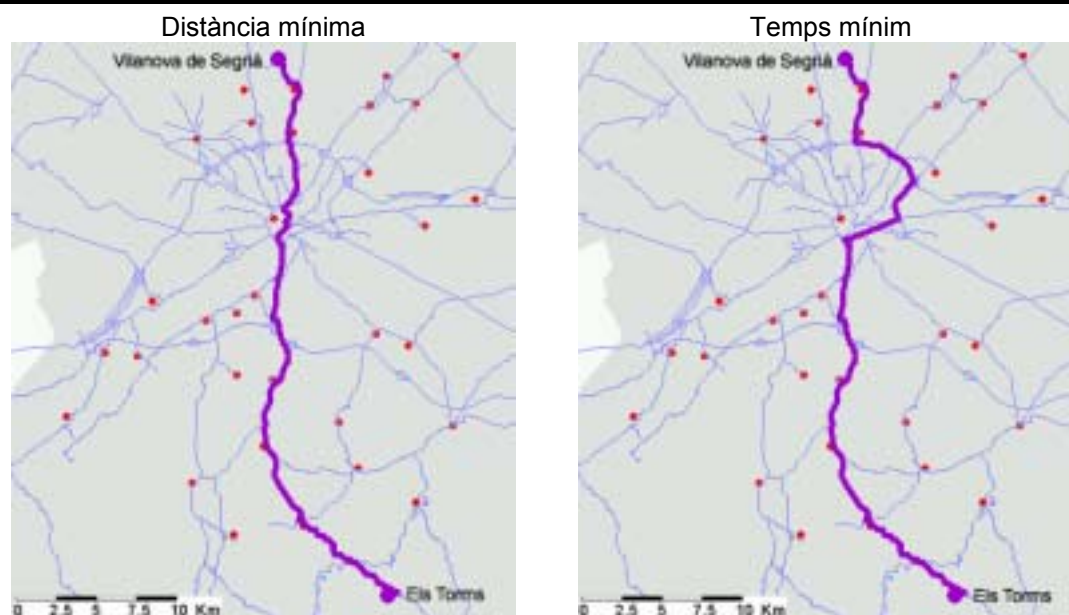 Distància mínima
Vilanova de Segrià
Els Torms
0 2.5 5 7.5 10 Km
Temps mínim
Vilanova de Segrià
Els Torms
0 2.5 5 7.5 10 Km